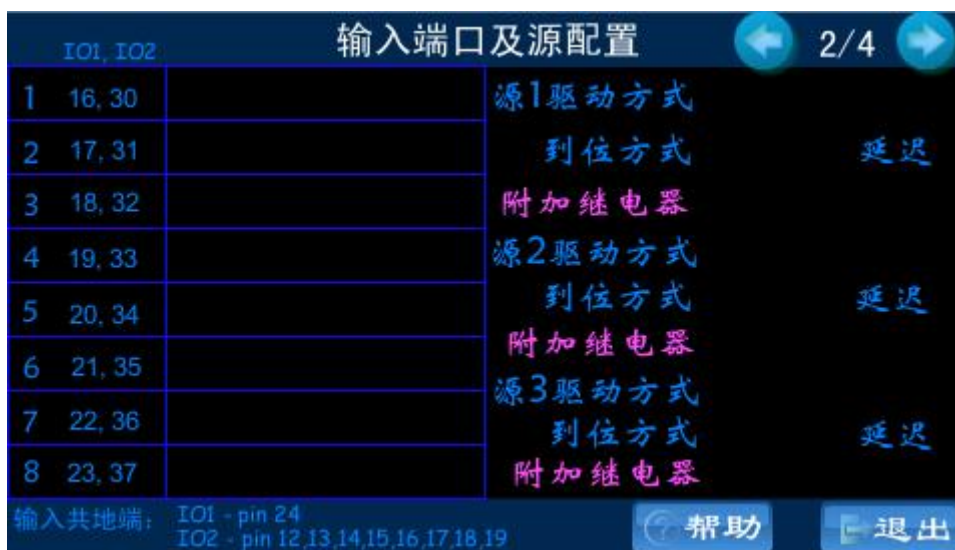 输入端口及源配置 2/4
IO1, IO2
1 16, 30
2 17, 31
3 18, 32
4 19, 33
5 20, 34
6 21, 35
7 22, 36
8 23, 37
源1驱动方式
到位方式 延迟
附加继电器
源2驱动方式
到位方式 延迟
附加继电器
源3驱动方式
到位方式 延迟
附加继电器
输入共地端: IO1 - pin 24
IO2 - pin 12,13,14,15,16,17,18,19
? 帮助
退出